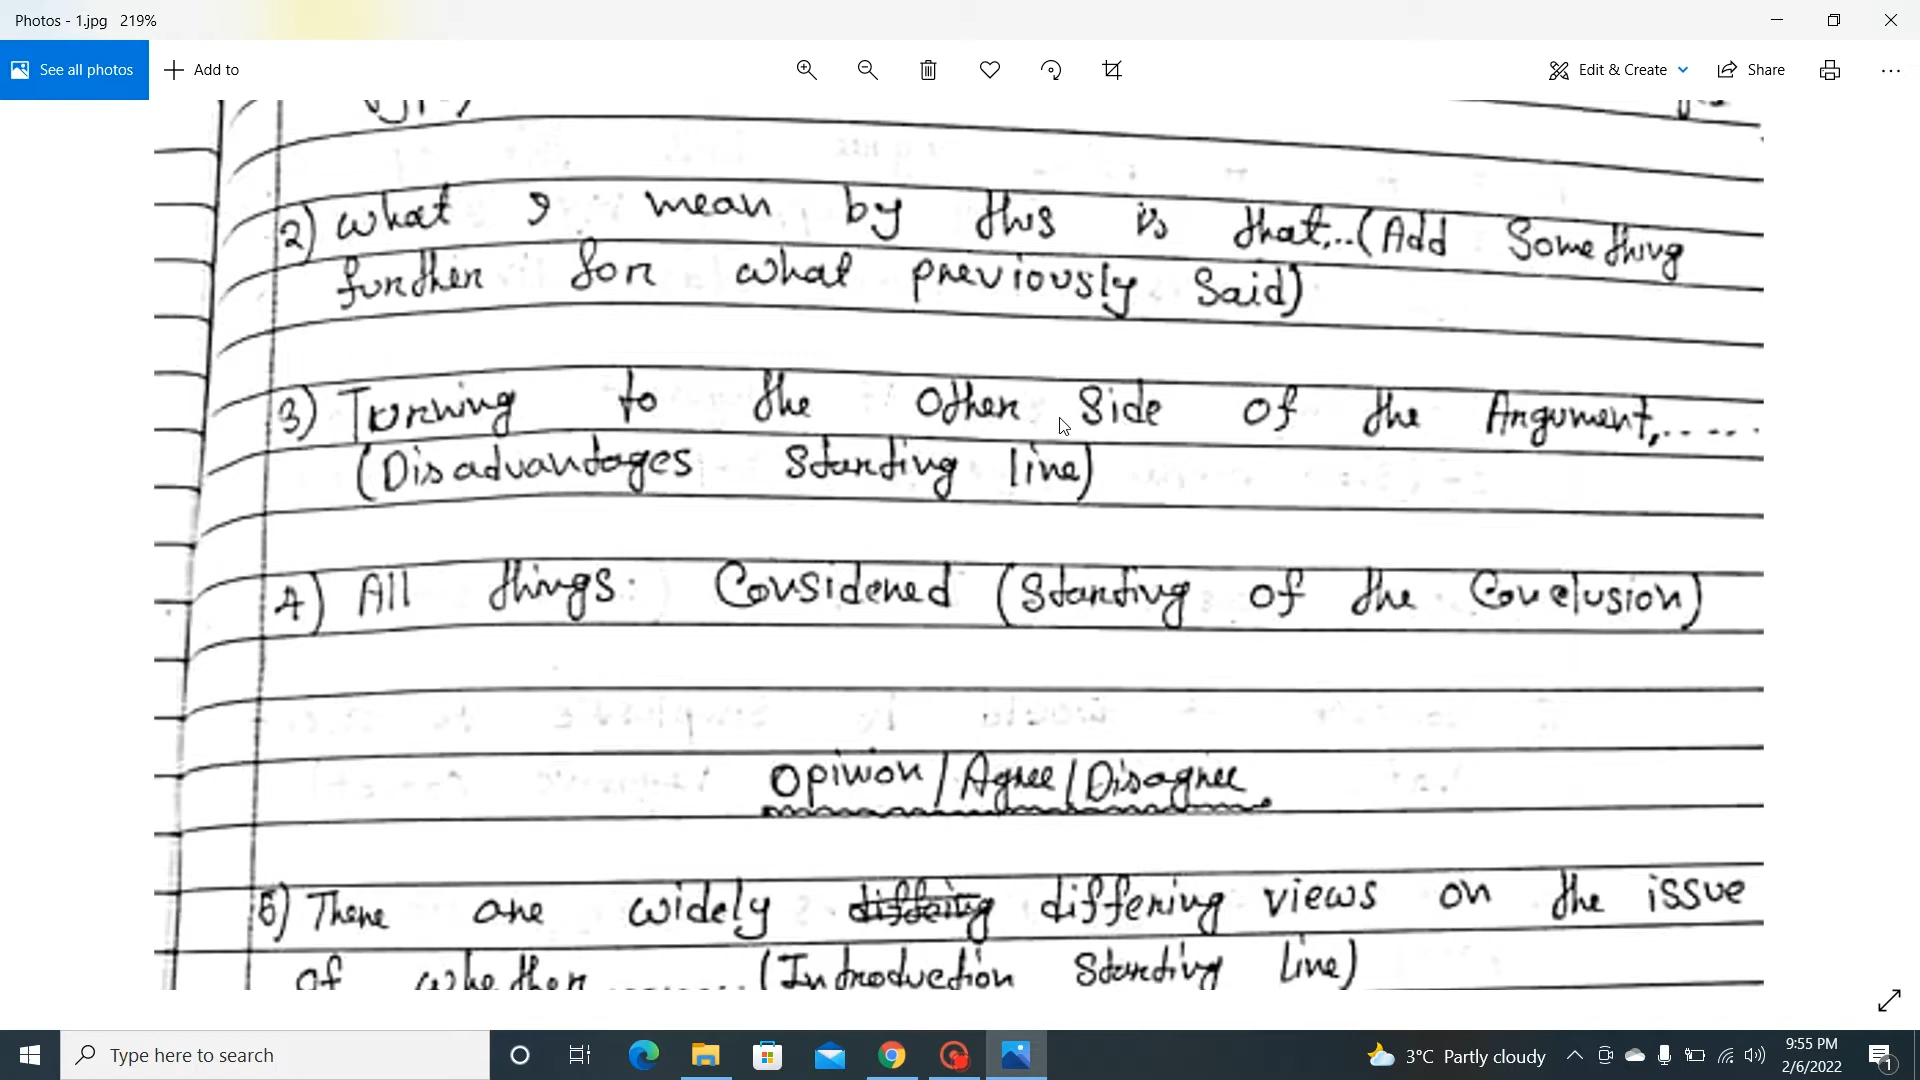 Photos - 1.jpg 219%
See all photos
Add to
Edit & Create
Share
2) What I mean by this is that,..(Add Something
further for what previously Said)
3) Turning to the Other Side Of the Argument,.....
(Disadvantages Starting line)
4) All things Considered (Starting of the Conclusion)
Opinion/Agree/Disagree
5) There are widely differing views on the issue
of whether ........(Introduction Starting Line)
Type here to search
3°C Partly cloudy
9:55 PM
2/6/2022
1